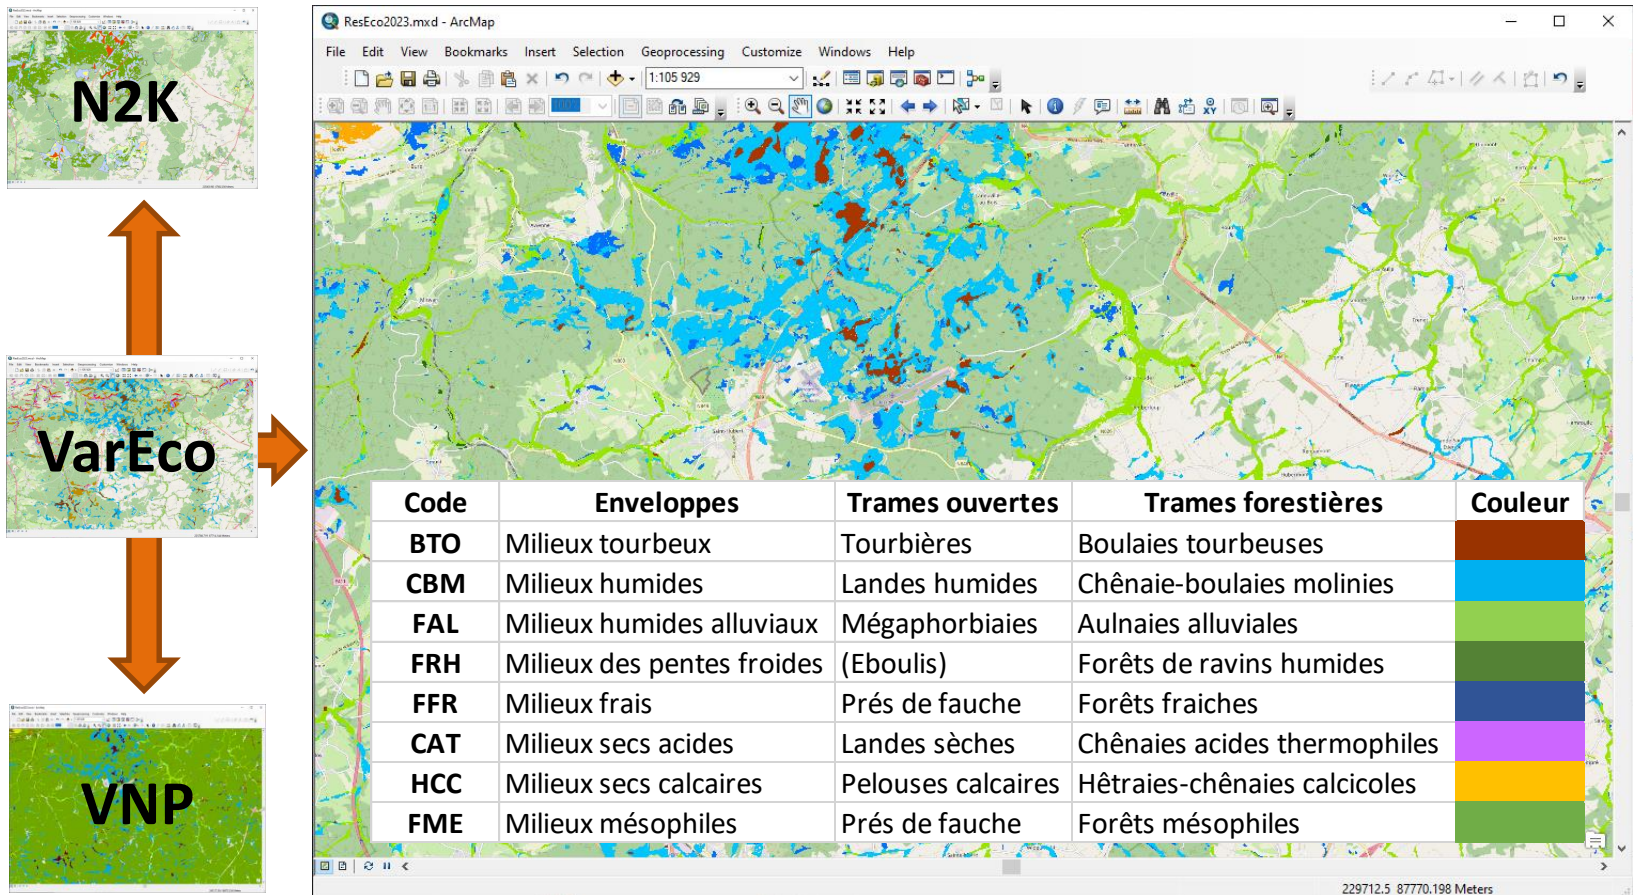 N2K
VarEco
VNP
ResEco2023.mxd - ArcMap
File Edit View Bookmarks Insert Selection Geoprocessing Customize Windows Help
1:105 929
100%
Code Enveloppes Trames ouvertes Trames forestières Couleur
BTO Milieux tourbeux Tourbières Boulaies tourbeuses
CBM Milieux humides Landes humides Chênaie-boulaies molinies
FAL Milieux humides alluviaux Mégaphorbiaies Aulnaies alluviales
FRH Milieux des pentes froides (Eboulis) Forêts de ravins humides
FFR Milieux frais Prés de fauche Forêts fraiches
CAT Milieux secs acides Landes sèches Chênaies acides thermophiles
HCC Milieux secs calcaires Pelouses calcaires Hêtraies-chênaies calcicoles
FME Milieux mésophiles Prés de fauche Forêts mésophiles
229712.5 87770.198 Meters